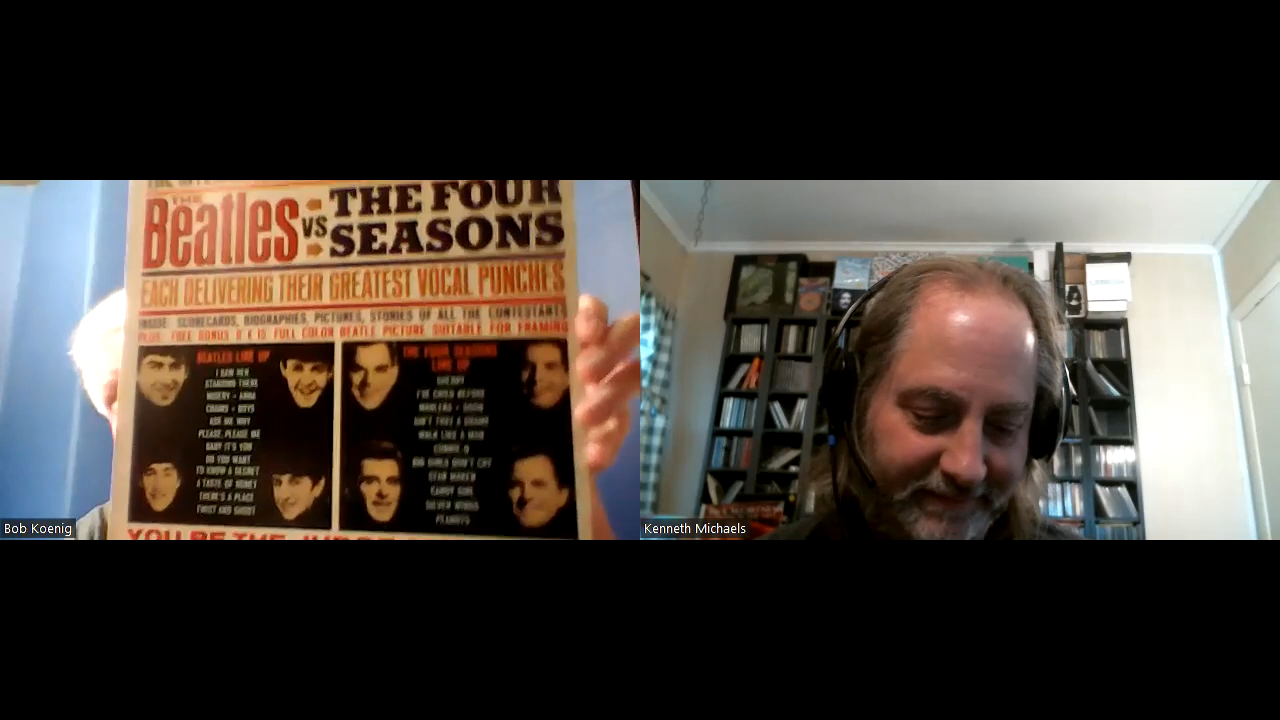 THE
Beatles
vs
THE FOUR
SEASONS
EACH DELIVERING THEIR GREATEST VOCAL PUNCHES
INSIDE: SCORECARDS, BIOGRAPHIES, PICTURES, STORIES OF ALL THE CONTESTANTS
PLUS: FREE BONUS 8 X 15 FULL COLOR BEATLE PICTURE SUITABLE FOR FRAMING
BEATLES LINE UP
I SAW HER
STANDING THERE
MISERY - ANNA
CHAINS - BOYS
ASK ME WHY
PLEASE, PLEASE ME
BABY IT'S YOU
DO YOU WANT
TO KNOW A SECRET
A TASTE OF HONEY
THERE'S A PLACE
TWIST AND SHOUT
THE FOUR SEASONS
LINE UP
SHERRY
I'VE CRIED BEFORE
MARLENA - SOON
AIN'T THAT A SHAME
WALK LIKE A MAN
CONNIE O
BIG GIRLS DON'T CRY
STAR MAKER
CANDY GIRL
SILVER WINGS
PEANUTS
YOU'RE THE JUDGE
Bob Koenig
Kenneth Michaels